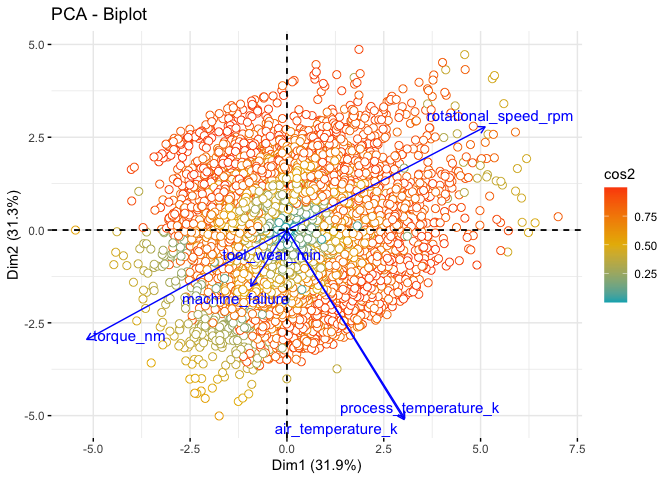 PCA - Biplot
5.0
2.5
0.0
-2.5
-5.0
Dim2 (31.3%)
rotational_speed_rpm
tool_wear_min
machine_failure
torque_nm
process_temperature_k
air_temperature_k
-5.0
-2.5
0.0
2.5
5.0
7.5
Dim1 (31.9%)
cos2
0.75
0.50
0.25